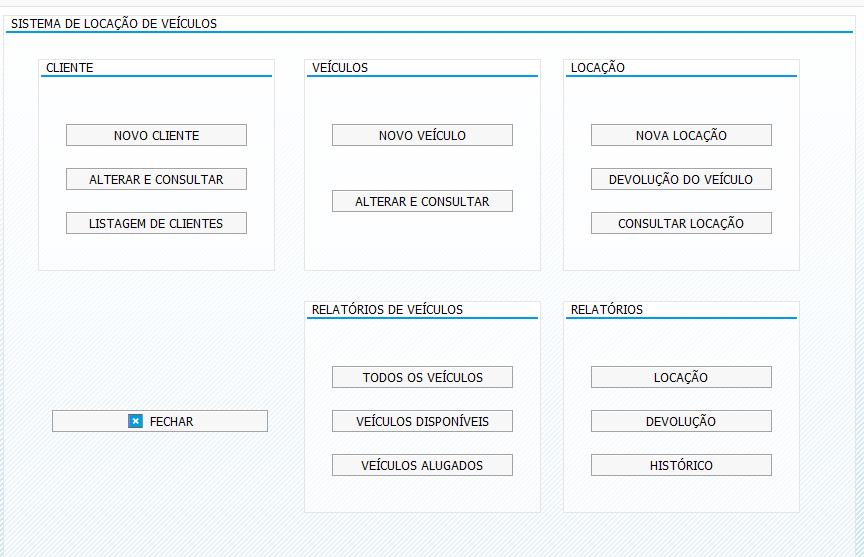 SISTEMA DE LOCAÇÃO DE VEÍCULOS
CLIENTE
NOVO CLIENTE
ALTERAR E CONSULTAR
LISTAGEM DE CLIENTES
VEÍCULOS
NOVO VEÍCULO
ALTERAR E CONSULTAR
LOCAÇÃO
NOVA LOCAÇÃO
DEVOLUÇÃO DO VEÍCULO
CONSULTAR LOCAÇÃO
FECHAR
RELATÓRIOS DE VEÍCULOS
TODOS OS VEÍCULOS
VEÍCULOS DISPONÍVEIS
VEÍCULOS ALUGADOS
RELATÓRIOS
LOCAÇÃO
DEVOLUÇÃO
HISTÓRICO